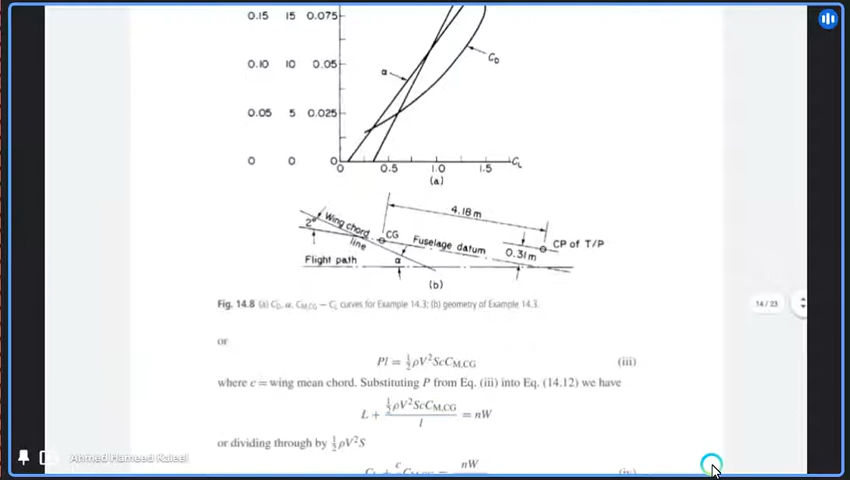 0.15 15 0.075
0.10 10 0.05
α
C_D
0.05 5 0.025
0 0 0
0 0.5 1.0 1.5 C_L
(a)
4.18 m
2° Wing chord line
CG
Fuselage datum
0.31m
CP of T/P
Flight path
α
(b)
Fig. 14.8 (a) C_D, α, C_M,CG – C_L curves for Example 14.3; (b) geometry of Example 14.3.
14/23
or
Pl = ½ρV²ScC_M,CG (iii)
where c = wing mean chord. Substituting P from Eq. (iii) into Eq. (14.12) we have
L + ½ρV²ScC_M,CG / l = nW
or dividing through by ½ρV²S
Ahmed Hameed Kaleel